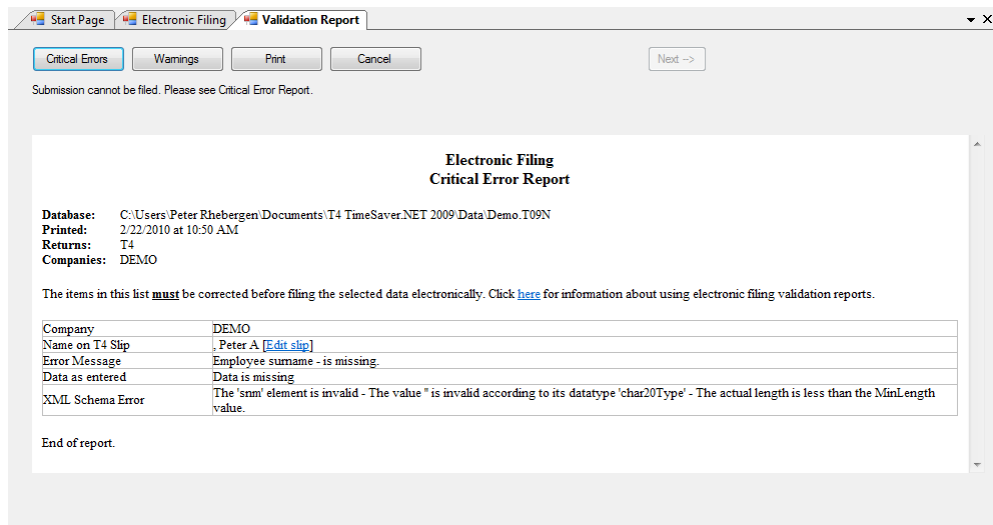 Start Page Electronic Filing Validation Report
Critical Errors Warnings Print Cancel Next -->
Submission cannot be filed. Please see Critical Error Report.
Electronic Filing
Critical Error Report
Database: C:\Users\Peter Rhebergen\Documents\T4 TimeSaver.NET 2009\Data\Demo.T09N
Printed: 2/22/2010 at 10:50 AM
Returns: T4
Companies: DEMO
The items in this list must be corrected before filing the selected data electronically. Click here for information about using electronic filing validation reports.
Company DEMO
Name on T4 Slip , Peter A [Edit slip]
Error Message Employee surname - is missing.
Data as entered Data is missing
XML Schema Error The 'snm' element is invalid - The value '' is invalid according to its datatype 'char20Type' - The actual length is less than the MinLength
value.
End of report.